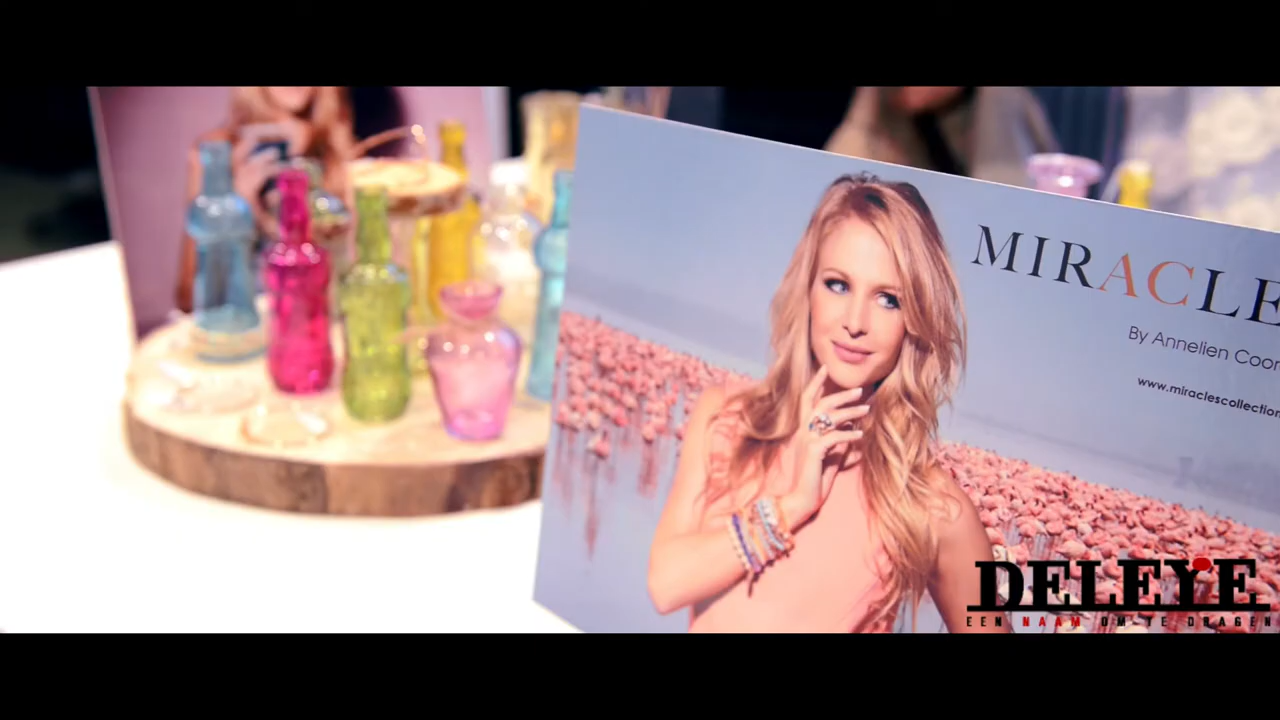 MIRACLE
By Annelien Coor
www.miraclescollection
DELEYE
EEN NAAM OM TE DRAGEN